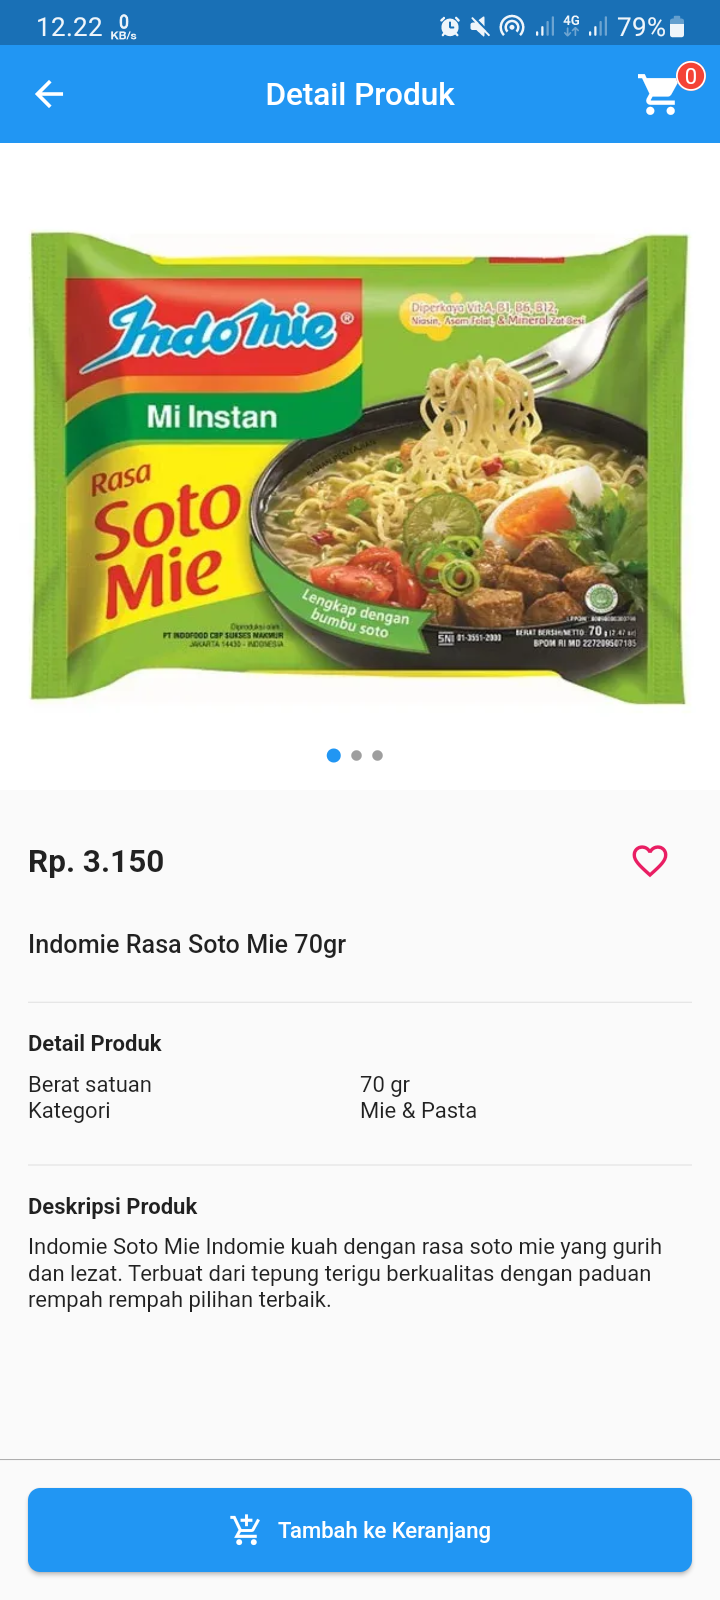 12.22 0 KB/s 4G 79%
Detail Produk
0
Diperkaya Vit A, B1, B6, B12,
Niasin, Asam Folat, & Mineral Zat Besi
Indomie®
Mi Instan
Rasa
Soto
Mie
SARAN PENYAJIAN
Lengkap dengan
bumbu soto
Diproduksi oleh:
PT INDOFOOD CBP SUKSES MAKMUR
JAKARTA 14430 - INDONESIA
SNI 01-3551-2000
BERAT BERSIH/NETTO: 70 g (2.47 oz)
BPOM RI MD 227209507185
Rp. 3.150
Indomie Rasa Soto Mie 70gr
Detail Produk
Berat satuan 70 gr
Kategori Mie & Pasta
Deskripsi Produk
Indomie Soto Mie Indomie kuah dengan rasa soto mie yang gurih
dan lezat. Terbuat dari tepung terigu berkualitas dengan paduan
rempah rempah pilihan terbaik.
Tambah ke Keranjang